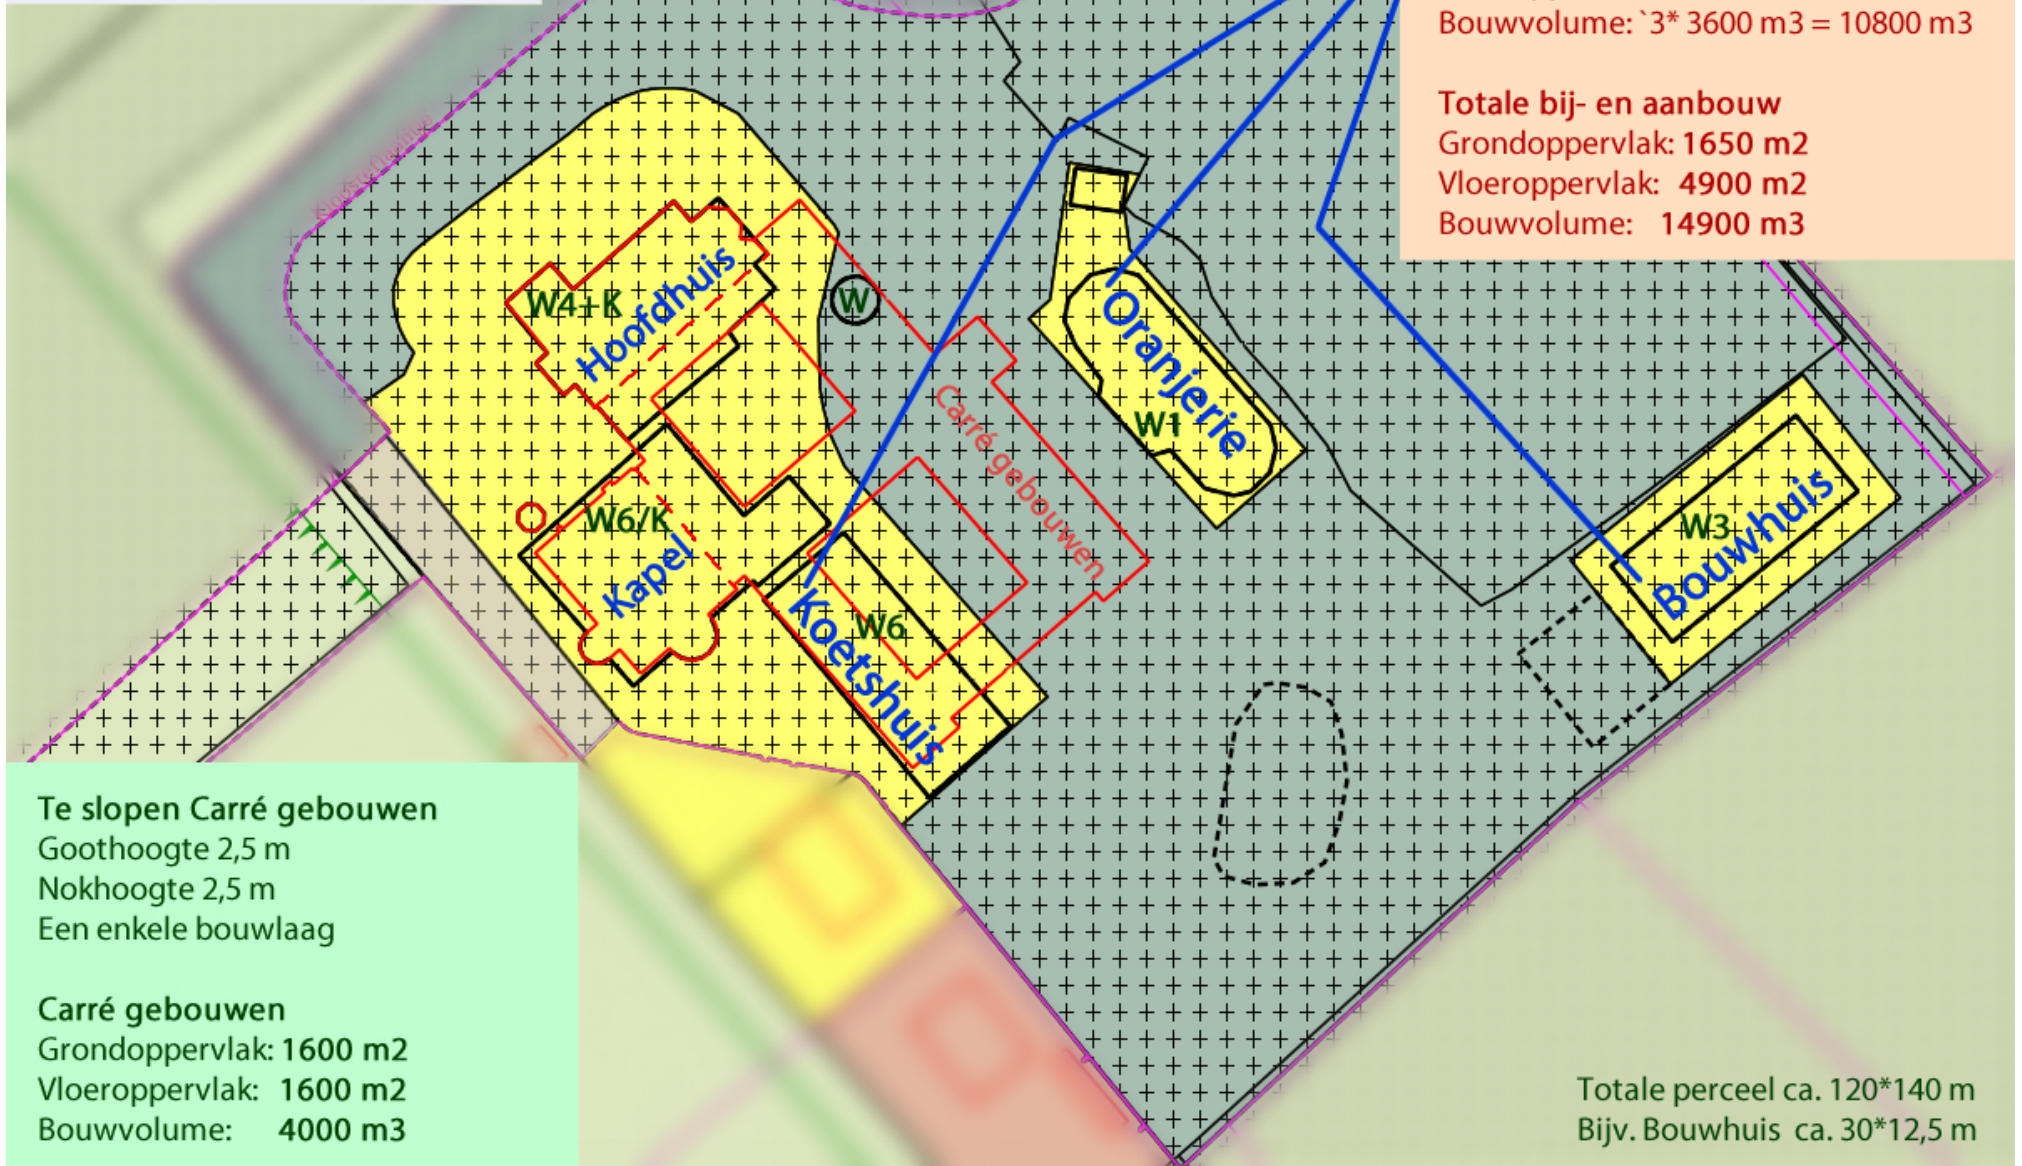 Bouwvolume: `3* 3600 m3 = 10800 m3
Totale bij- en aanbouw
Grondoppervlak: 1650 m2
Vloeroppervlak: 4900 m2
Bouwvolume: 14900 m3
W4+K
Hoofdhuis
W
Carré gebouwen
Oranjerie
W1
W3
Bouwhuis
W6/K
Kapel
W6
Koetshuis
Te slopen Carré gebouwen
Goothoogte 2,5 m
Nokhoogte 2,5 m
Een enkele bouwlaag
Carré gebouwen
Grondoppervlak: 1600 m2
Vloeroppervlak: 1600 m2
Bouwvolume: 4000 m3
Totale perceel ca. 120*140 m
Bijv. Bouwhuis ca. 30*12,5 m